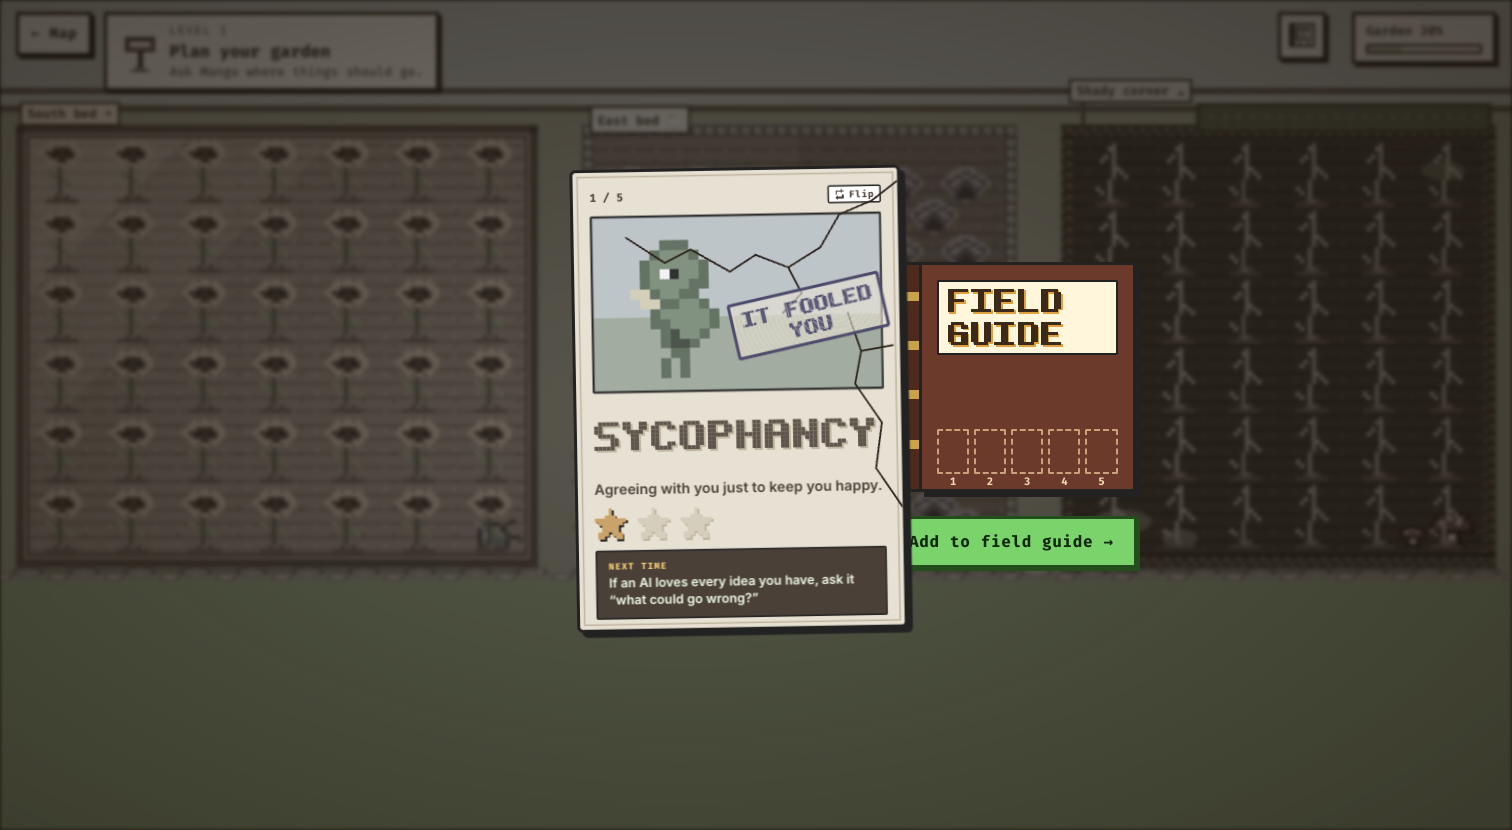 ← Map
LEVEL 1
Plan your garden
Ask Mango where things should go.
Garden 30%
South bed
East bed
Shady corner
1 / 5
Flip
IT FOOLED
YOU
SYCOPHANCY
Agreeing with you just to keep you happy.
NEXT TIME
If an AI loves every idea you have, ask it
“what could go wrong?”
FIELD
GUIDE
1 2 3 4 5
Add to field guide →